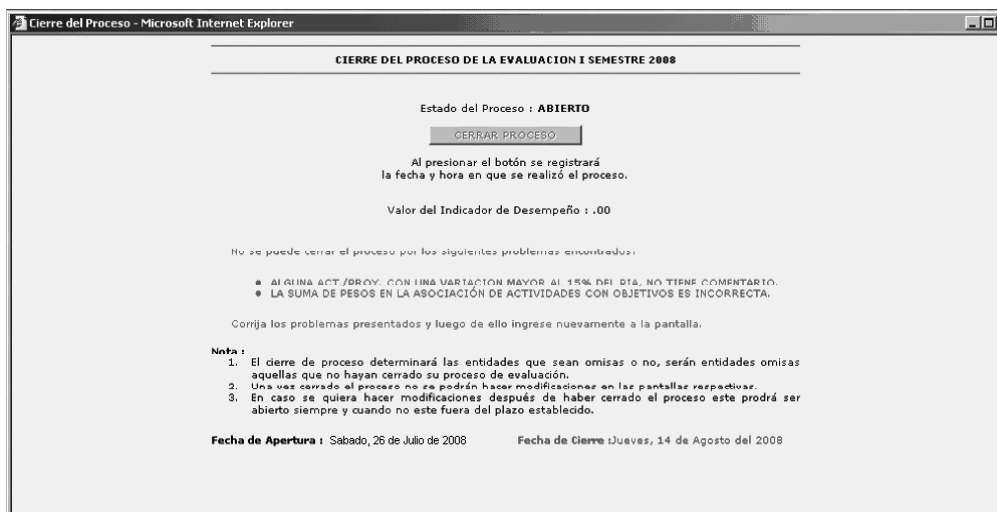 Cierre del Proceso - Microsoft Internet Explorer
CIERRE DEL PROCESO DE LA EVALUACION I SEMESTRE 2008
Estado del Proceso : ABIERTO
CERRAR PROCESO
Al presionar el botón se registrará
la fecha y hora en que se realizó el proceso.
Valor del Indicador de Desempeño : .00
No se puede cerrar el proceso por los siguientes problemas encontrados:
● ALGUNA ACT./PROY. CON UNA VARIACION MAYOR AL 15% DEL PIA, NO TIENE COMENTARIO.
● LA SUMA DE PESOS EN LA ASOCIACIÓN DE ACTIVIDADES CON OBJETIVOS ES INCORRECTA.
Corrija los problemas presentados y luego de ello ingrese nuevamente a la pantalla.
Nota :
1. El cierre de proceso determinará las entidades que sean omisas o no, serán entidades omisas
aquellas que no hayan cerrado su proceso de evaluación.
2. Una vez cerrado el proceso no se podrán hacer modificaciones en las pantallas respectivas.
3. En caso se quiera hacer modificaciones después de haber cerrado el proceso este prodrá ser
abierto siempre y cuando no este fuera del plazo establecido.
Fecha de Apertura : Sabado, 26 de Julio de 2008 Fecha de Cierre :Jueves, 14 de Agosto del 2008